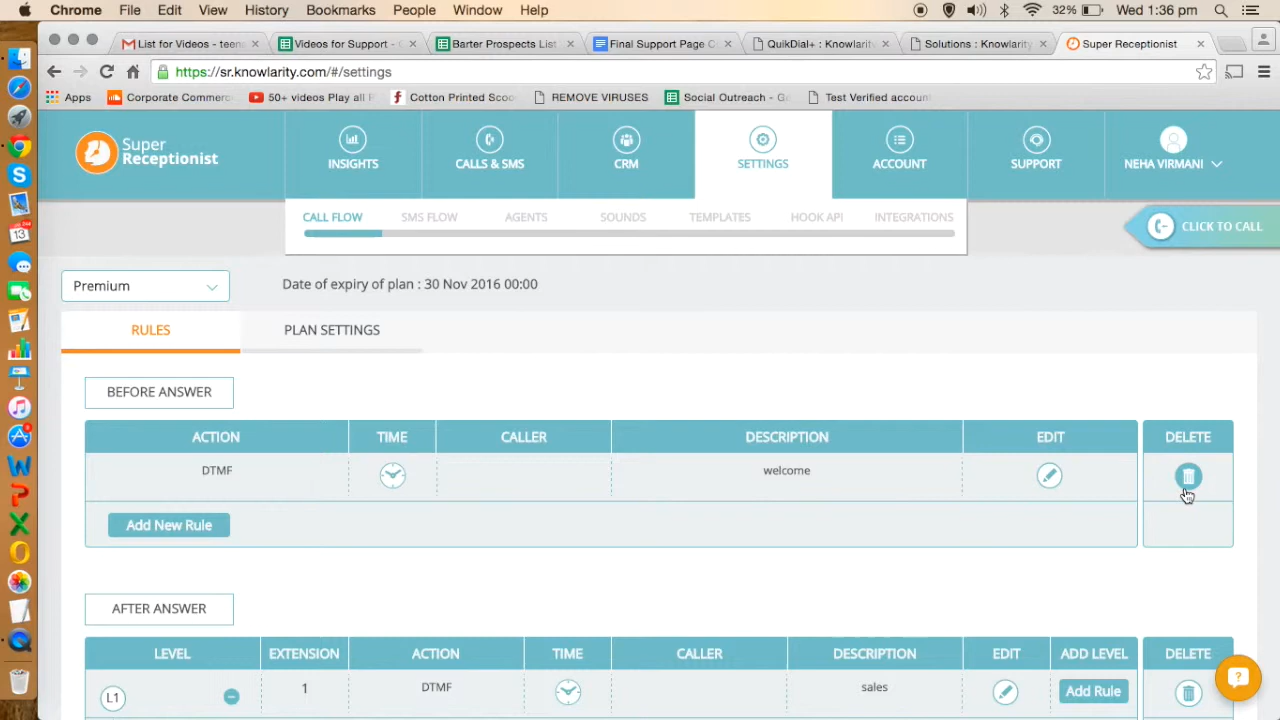 Chrome File Edit View History Bookmarks People Window Help 32% Wed 1:36 pm
List for Videos - teena Videos for Support - G Barter Prospects List Final Support Page C QuikDial+ : Knowlarity Solutions : Knowlarity Super Receptionist
https://sr.knowlarity.com/#/settings
Apps Corporate Commerc 50+ videos Play all Cotton Printed Scoo REMOVE VIRUSES Social Outreach - Go Test Verified account
Super Receptionist
INSIGHTS CALLS & SMS CRM SETTINGS ACCOUNT SUPPORT NEHA VIRMANI
CALL FLOW SMS FLOW AGENTS SOUNDS TEMPLATES HOOK API INTEGRATIONS
CLICK TO CALL
Premium Date of expiry of plan : 30 Nov 2016 00:00
RULES PLAN SETTINGS
BEFORE ANSWER
ACTION TIME CALLER DESCRIPTION EDIT DELETE
DTMF welcome
Add New Rule
AFTER ANSWER
LEVEL EXTENSION ACTION TIME CALLER DESCRIPTION EDIT ADD LEVEL DELETE
L1 1 DTMF sales Add Rule